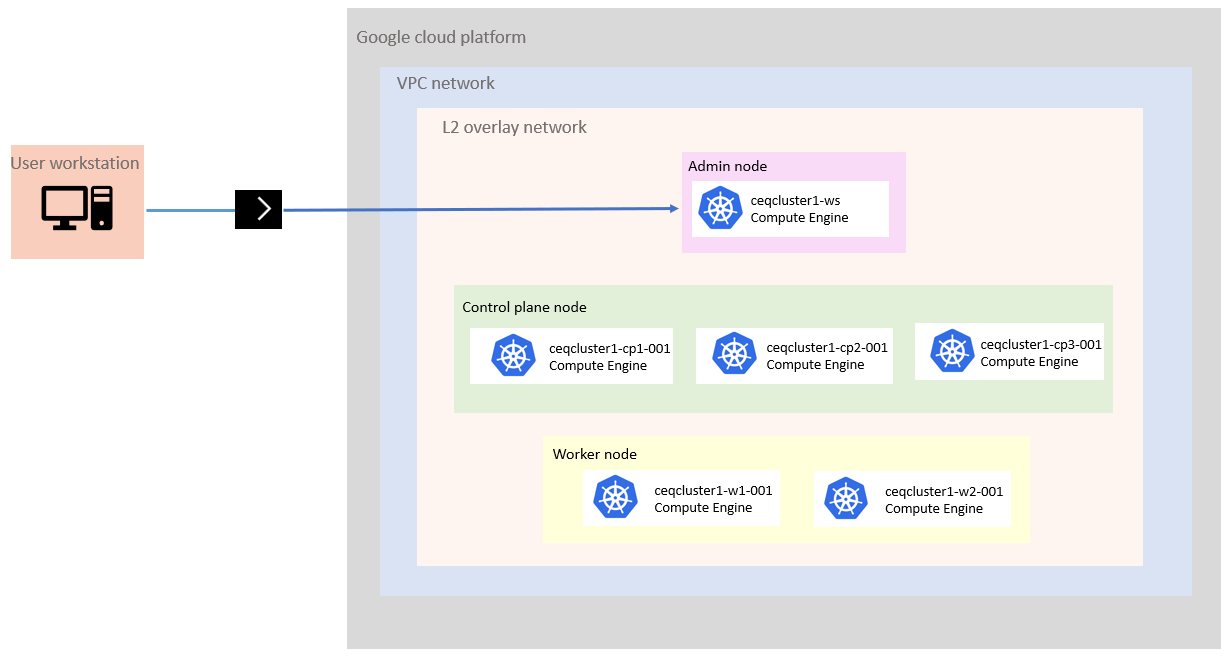 Google cloud platform
VPC network
L2 overlay network
User workstation
Admin node
ceqcluster1-ws
Compute Engine
Control plane node
ceqcluster1-cp1-001
Compute Engine
ceqcluster1-cp2-001
Compute Engine
ceqcluster1-cp3-001
Compute Engine
Worker node
ceqcluster1-w1-001
Compute Engine
ceqcluster1-w2-001
Compute Engine